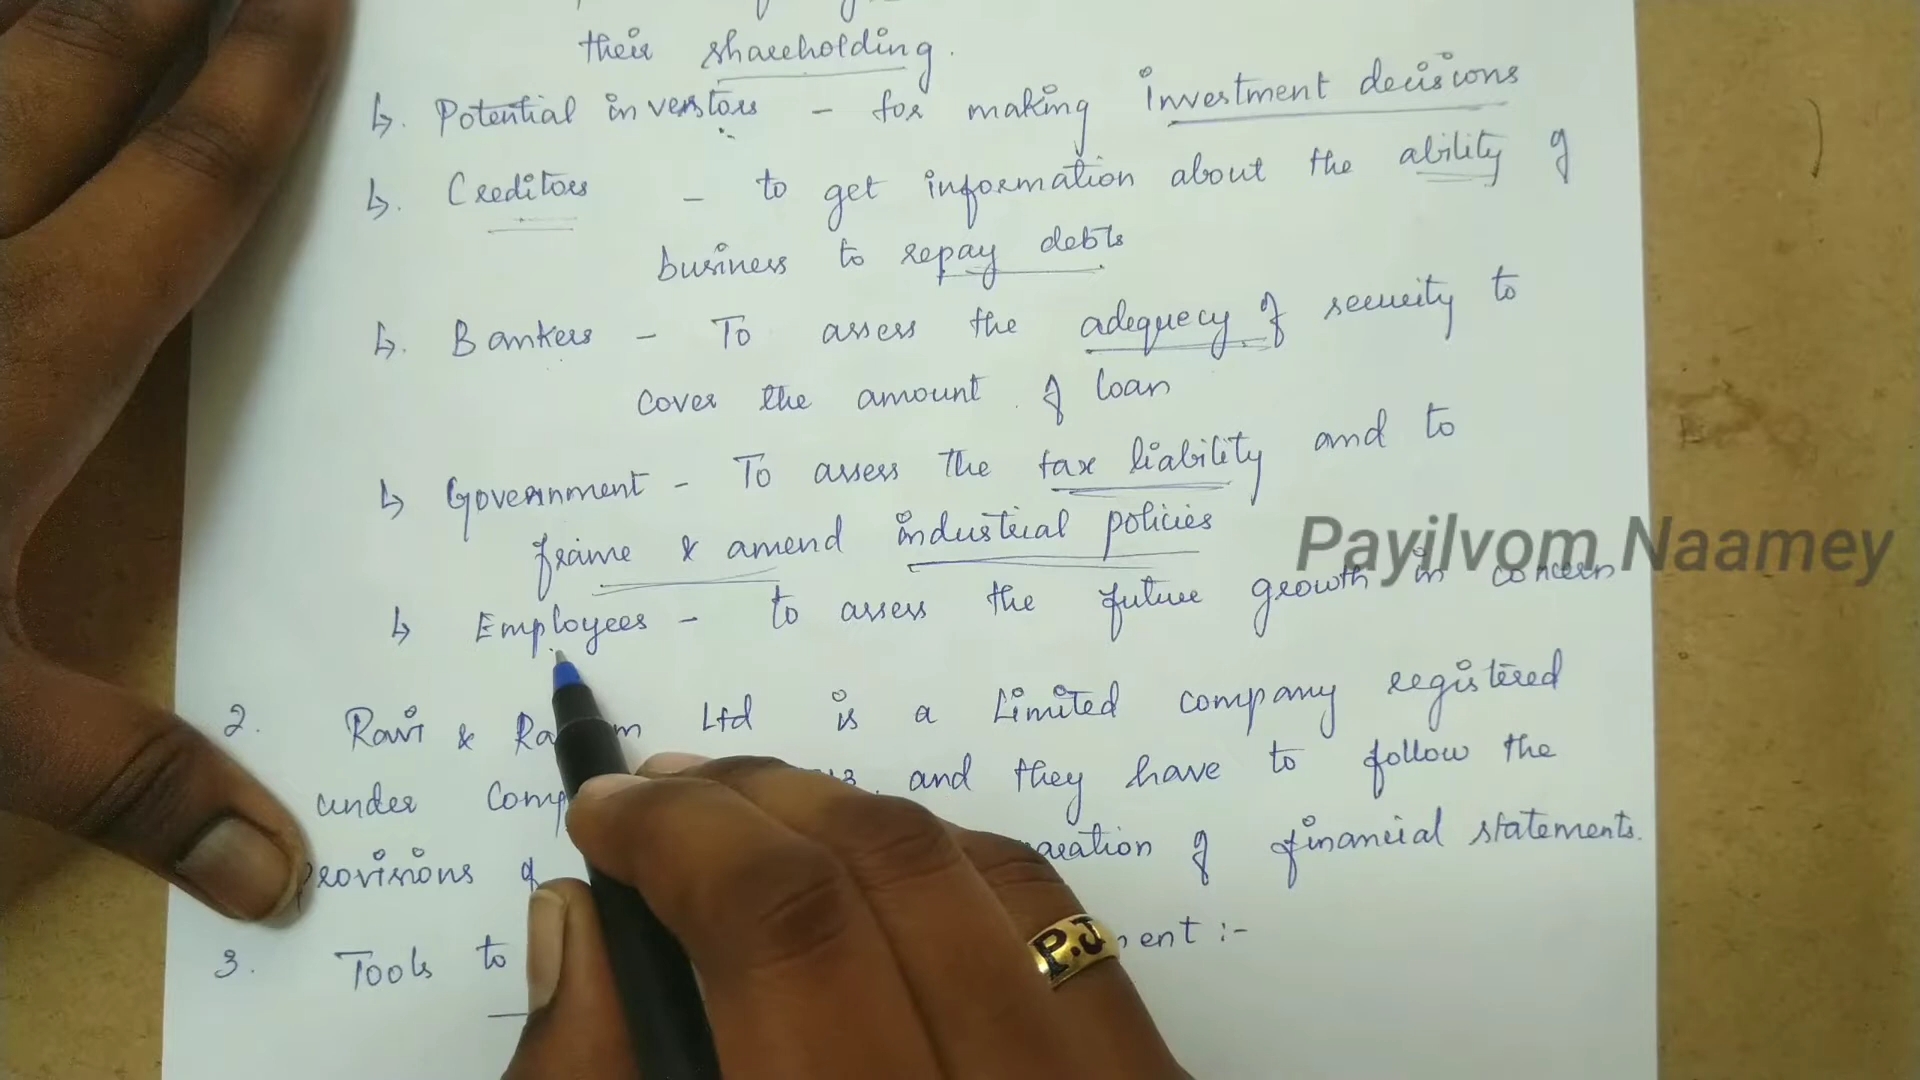 their shareholding.
↳. Potential inverstors - for making investment decisions
↳. Creditors - to get information about the ability of
business to repay debts
↳. Bankers - To assess the adequecy of security to
cover the amount of loan
↳ Government - To assess the tax liability and to
frame & amend industrial policies
Payilvom Naamey
↳ Employees - to assess the future growth in concern
2. Ravi & Ltd is a Limited company registered
under and they have to follow the
provisions of financial statements.
3. Tools to :-
P.J